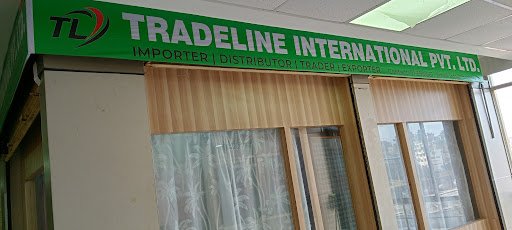 TL
TRADELINE INTERNATIONAL PVT. LTD.
IMPORTER | DISTRIBUTOR | TRADER | EXPORTER